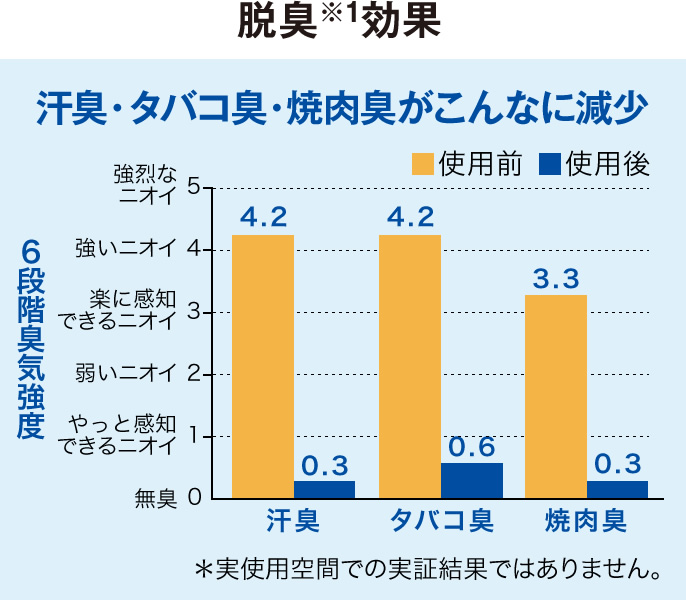 脱臭※1効果
汗臭・タバコ臭・焼肉臭がこんなに減少
使用前 使用後
6段階臭気強度
強烈な
ニオイ 5
強いニオイ 4
楽に感知
できるニオイ 3
弱いニオイ 2
やっと感知
できるニオイ 1
無臭 0
4.2 4.2 3.3
0.3 0.6 0.3
汗臭 タバコ臭 焼肉臭
＊実使用空間での実証結果ではありません。